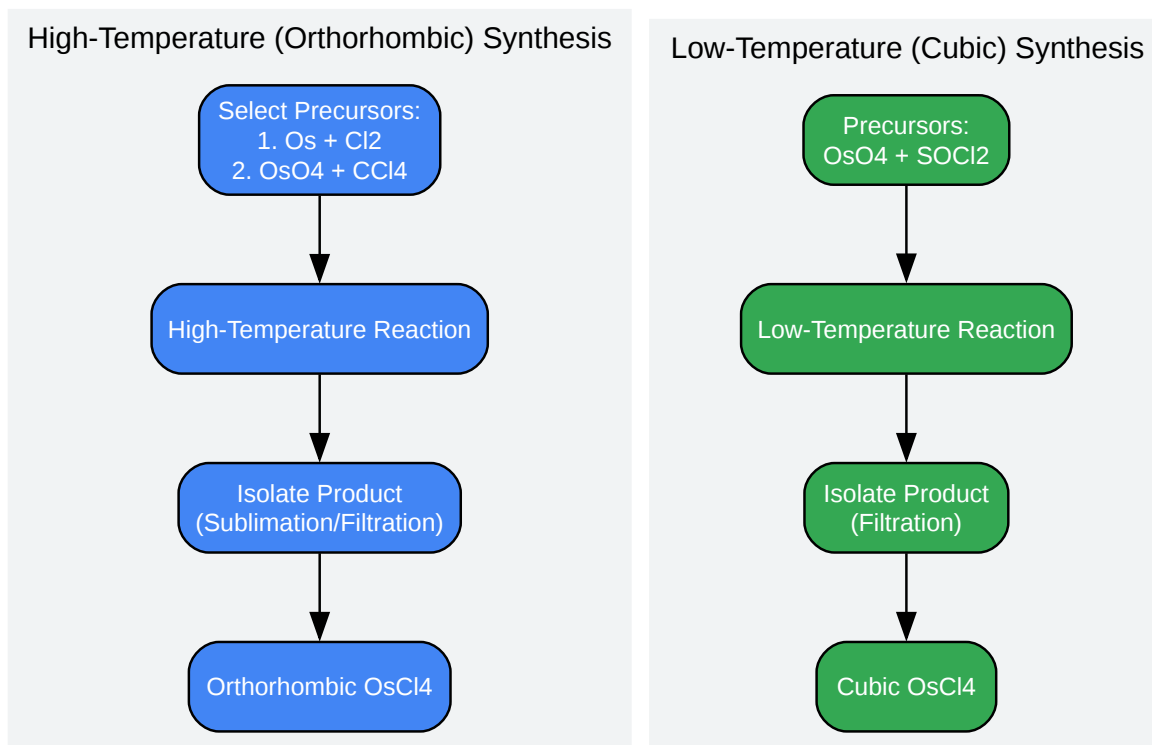 High-Temperature (Orthorhombic) Synthesis
Select Precursors:
1. Os + Cl2
2. OsO4 + CCl4
High-Temperature Reaction
Isolate Product
(Sublimation/Filtration)
Orthorhombic OsCl4
Low-Temperature (Cubic) Synthesis
Precursors:
OsO4 + SOCl2
Low-Temperature Reaction
Isolate Product
(Filtration)
Cubic OsCl4